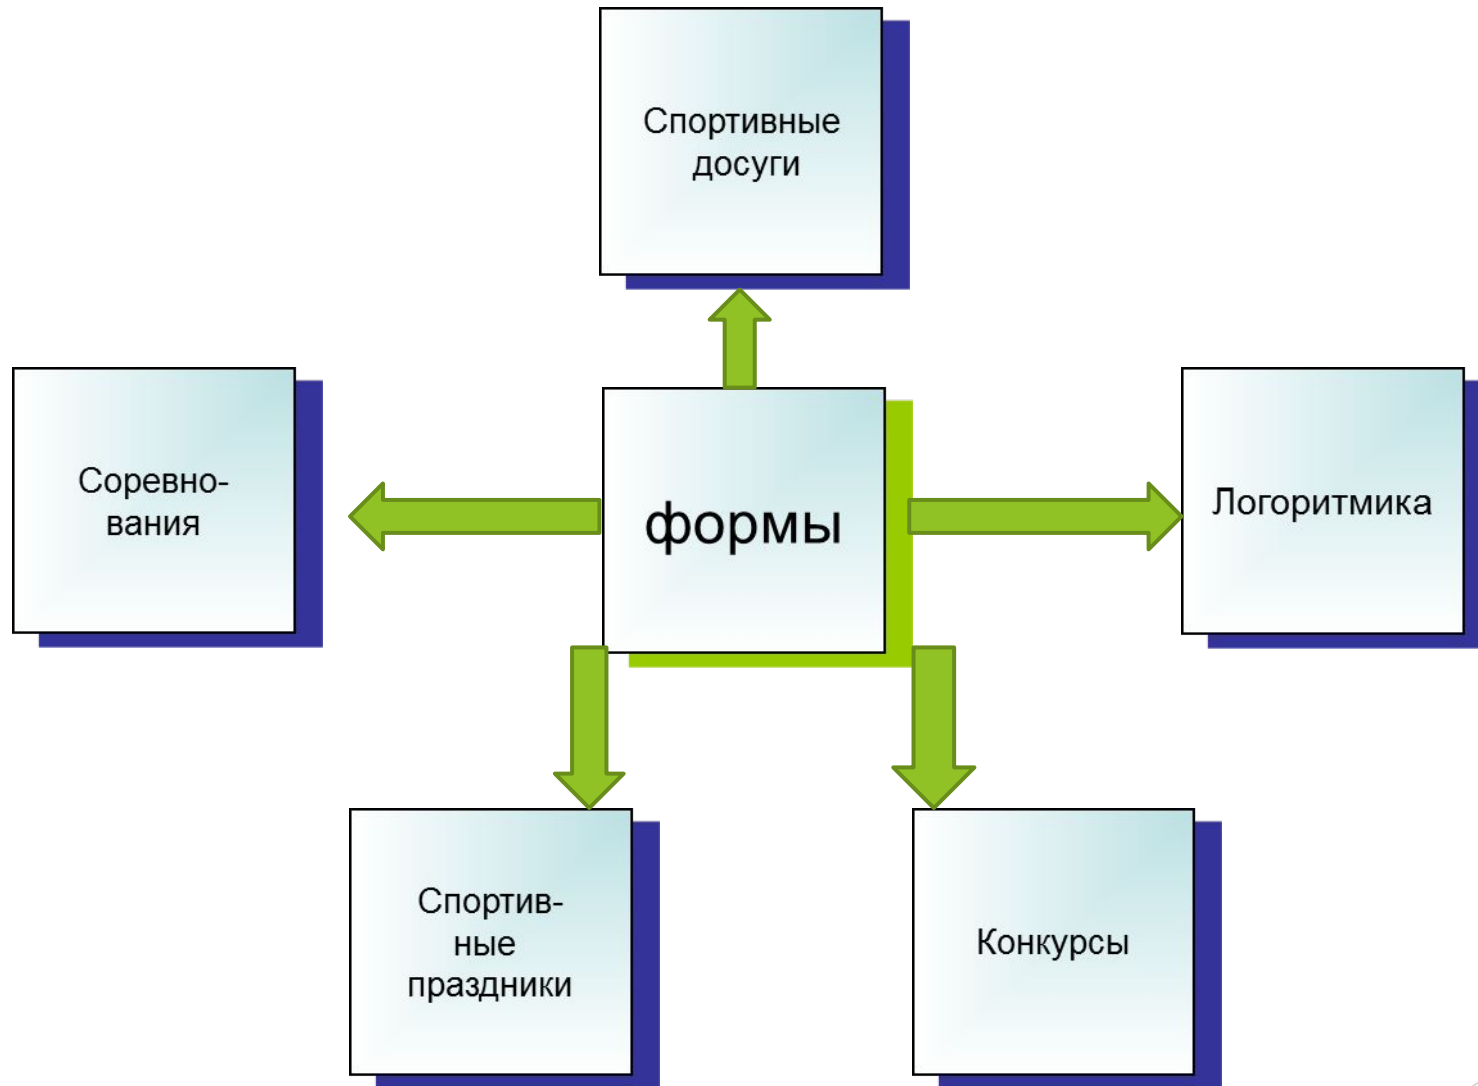 Спортивные
досуги
Соревно-
вания
формы
Логоритмика
Спортив-
ные
праздники
Конкурсы